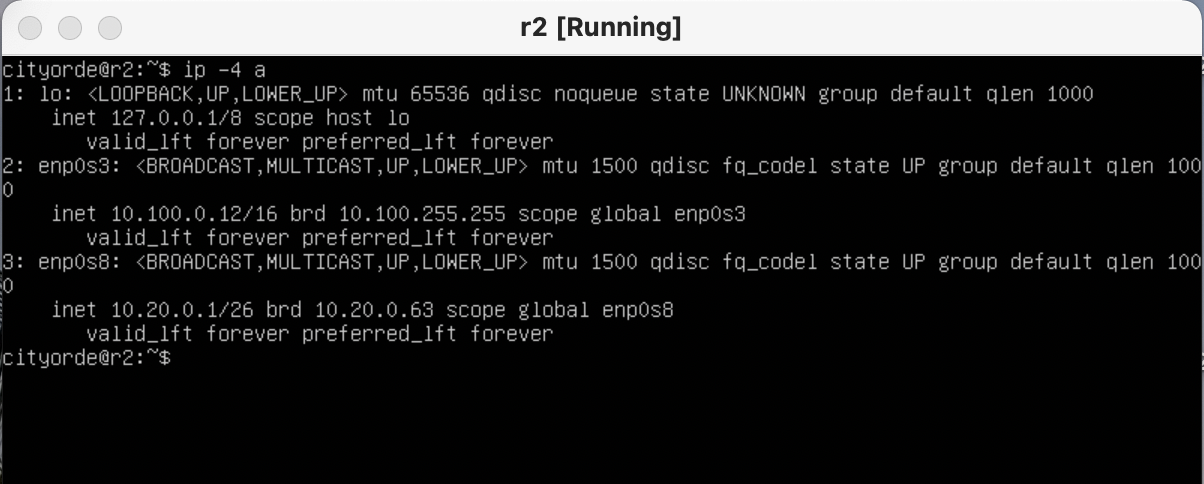 r2 [Running]
cityorde@r2:~$ ip -4 a
1: lo: <LOOPBACK,UP,LOWER_UP> mtu 65536 qdisc noqueue state UNKNOWN group default qlen 1000
    inet 127.0.0.1/8 scope host lo
       valid_lft forever preferred_lft forever
2: enp0s3: <BROADCAST,MULTICAST,UP,LOWER_UP> mtu 1500 qdisc fq_codel state UP group default qlen 100
0
    inet 10.100.0.12/16 brd 10.100.255.255 scope global enp0s3
       valid_lft forever preferred_lft forever
3: enp0s8: <BROADCAST,MULTICAST,UP,LOWER_UP> mtu 1500 qdisc fq_codel state UP group default qlen 100
0
    inet 10.20.0.1/26 brd 10.20.0.63 scope global enp0s8
       valid_lft forever preferred_lft forever
cityorde@r2:~$